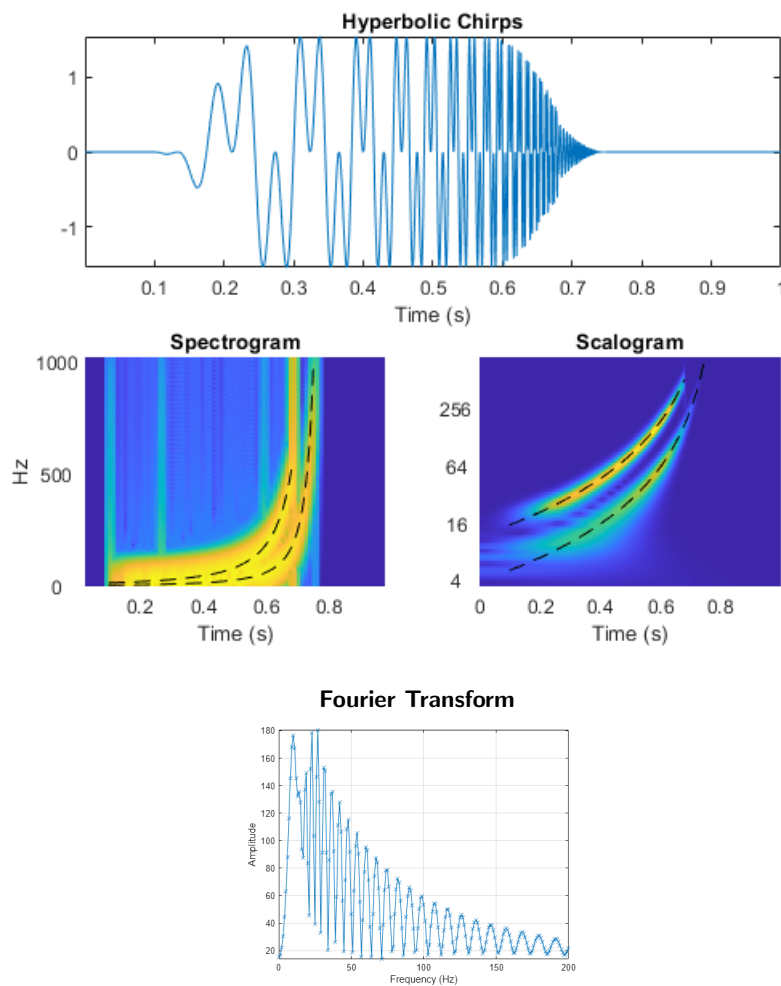 Hyperbolic Chirps
1
0
-1
0.1 0.2 0.3 0.4 0.5 0.6 0.7 0.8 0.9 1
Time (s)
Spectrogram
1000
500
0
Hz
0.2 0.4 0.6 0.8
Time (s)
Scalogram
256
64
16
4
0 0.2 0.4 0.6 0.8
Time (s)
Fourier Transform
180
160
140
120
100
80
60
40
20
Amplitude
0 50 100 150 200
Frequency (Hz)